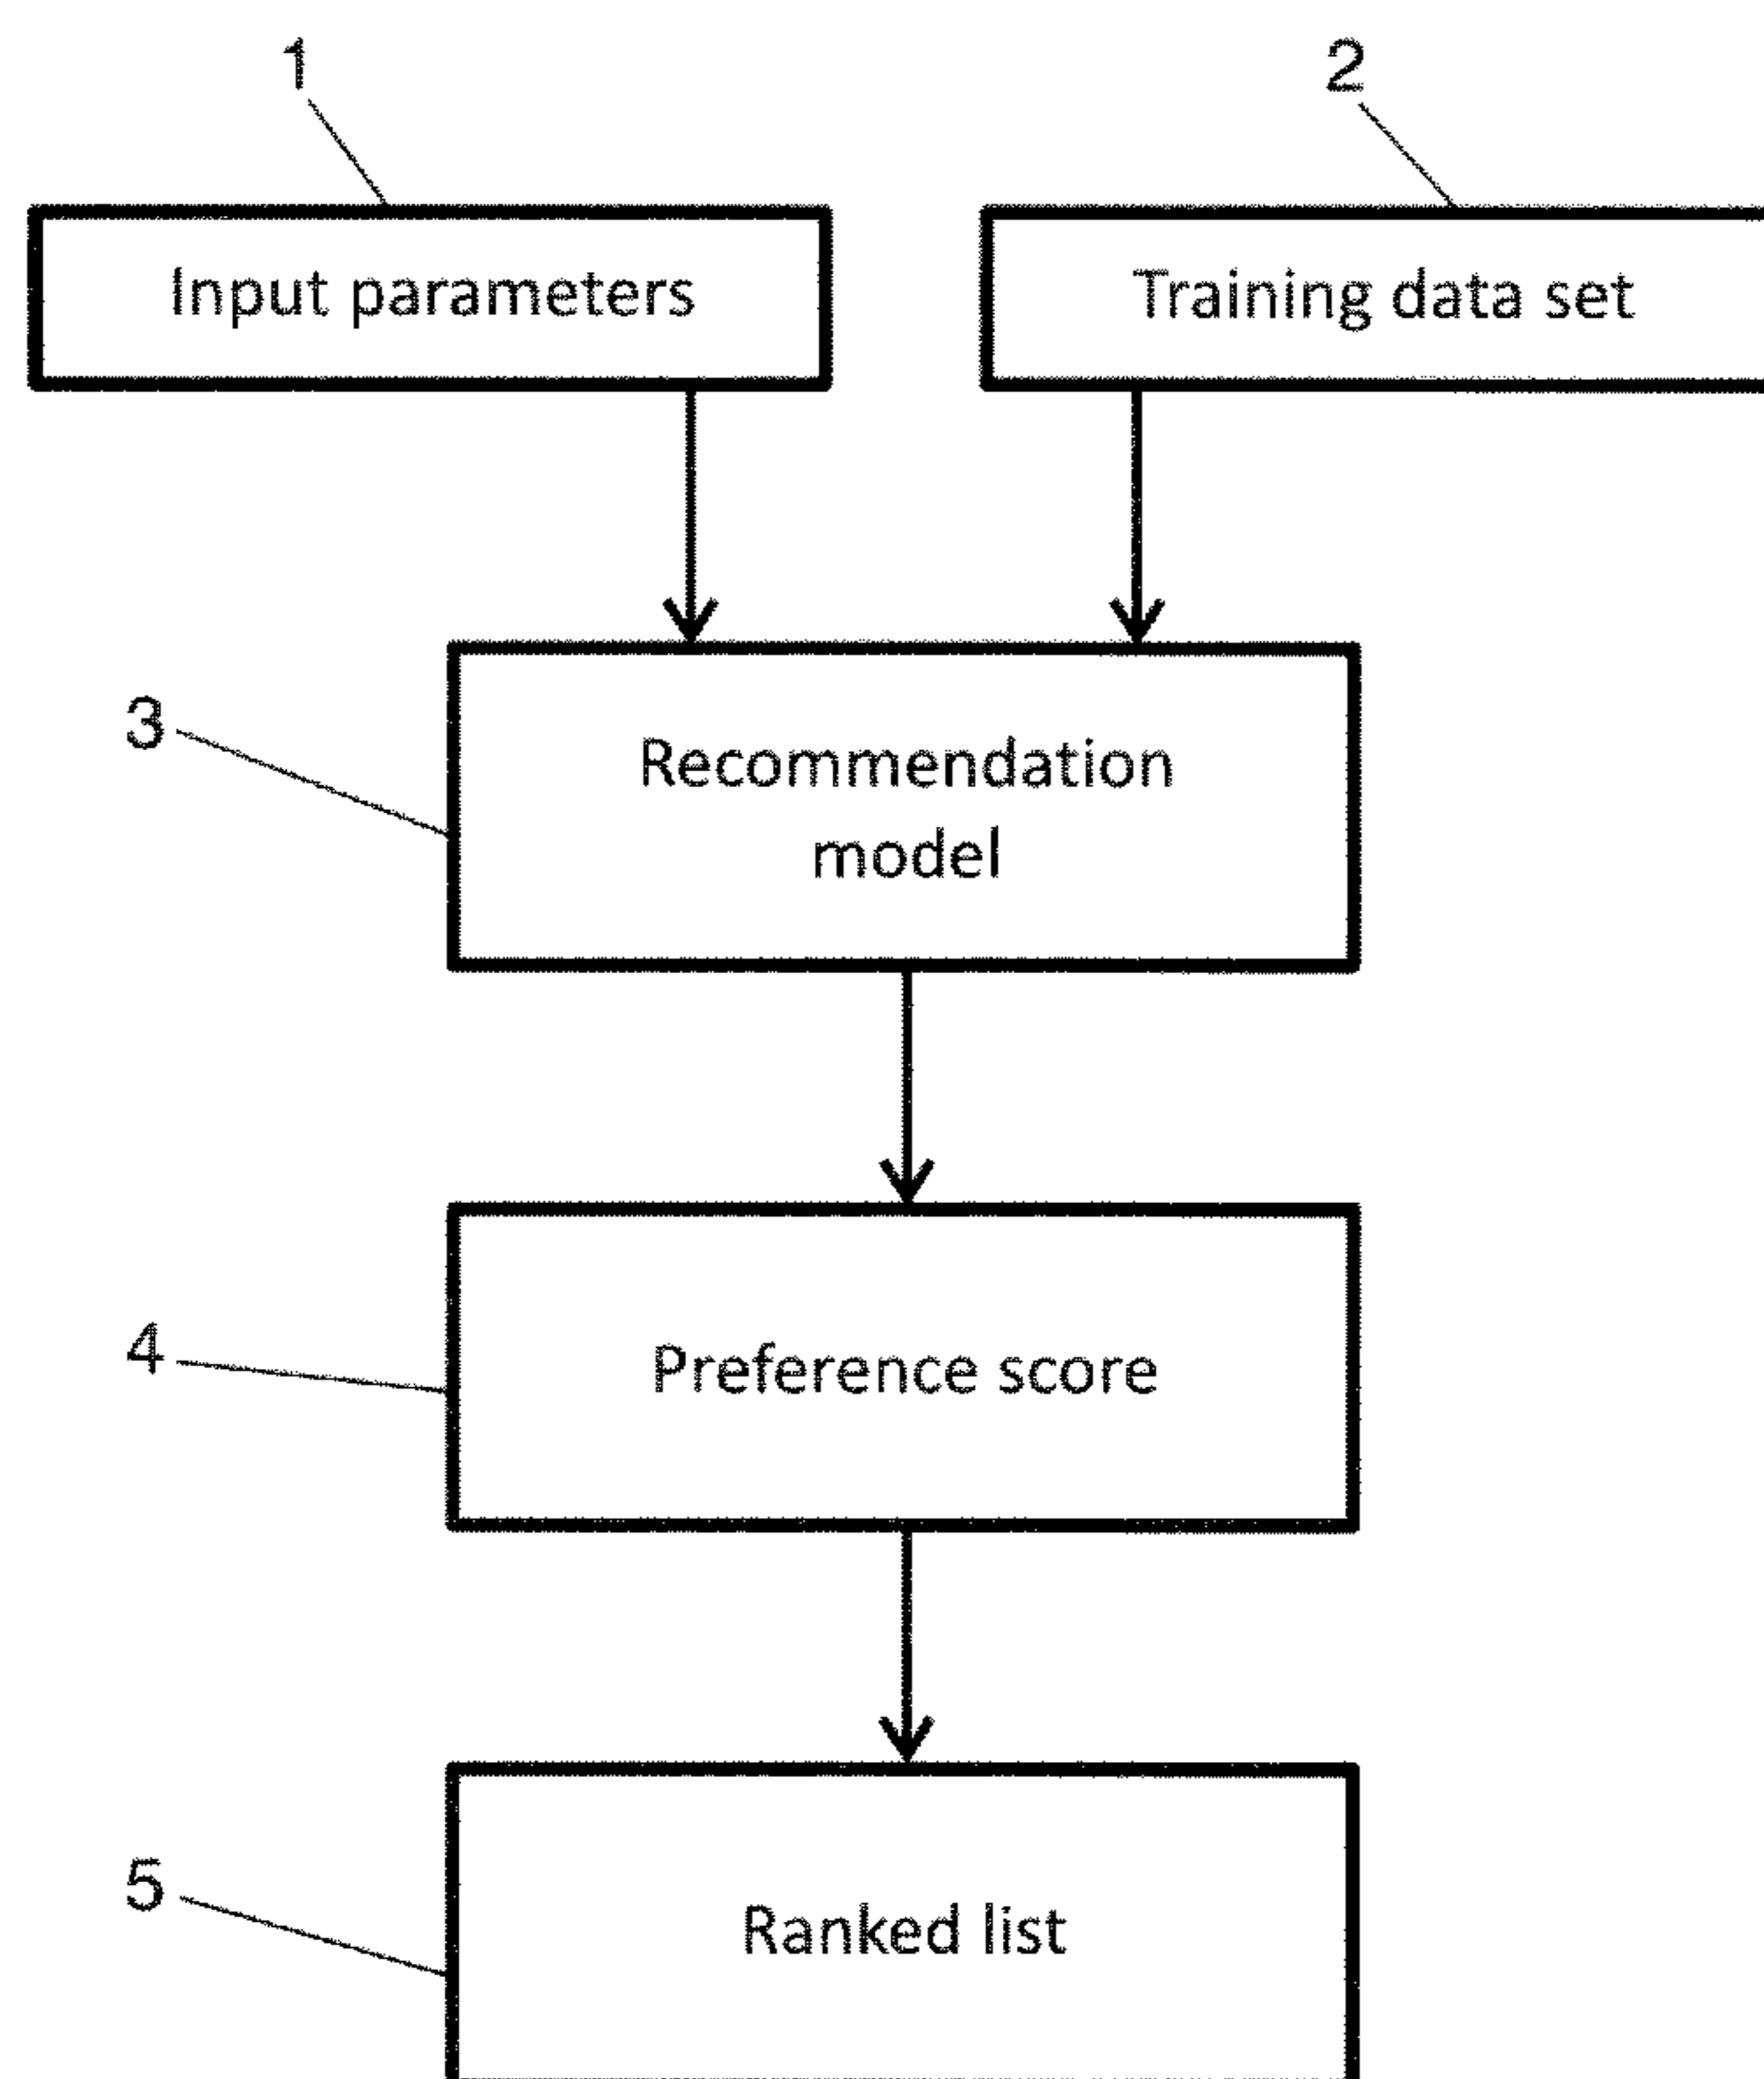 1
2
Input parameters
Training data set
3
Recommendation
model
4
Preference score
5
Ranked list